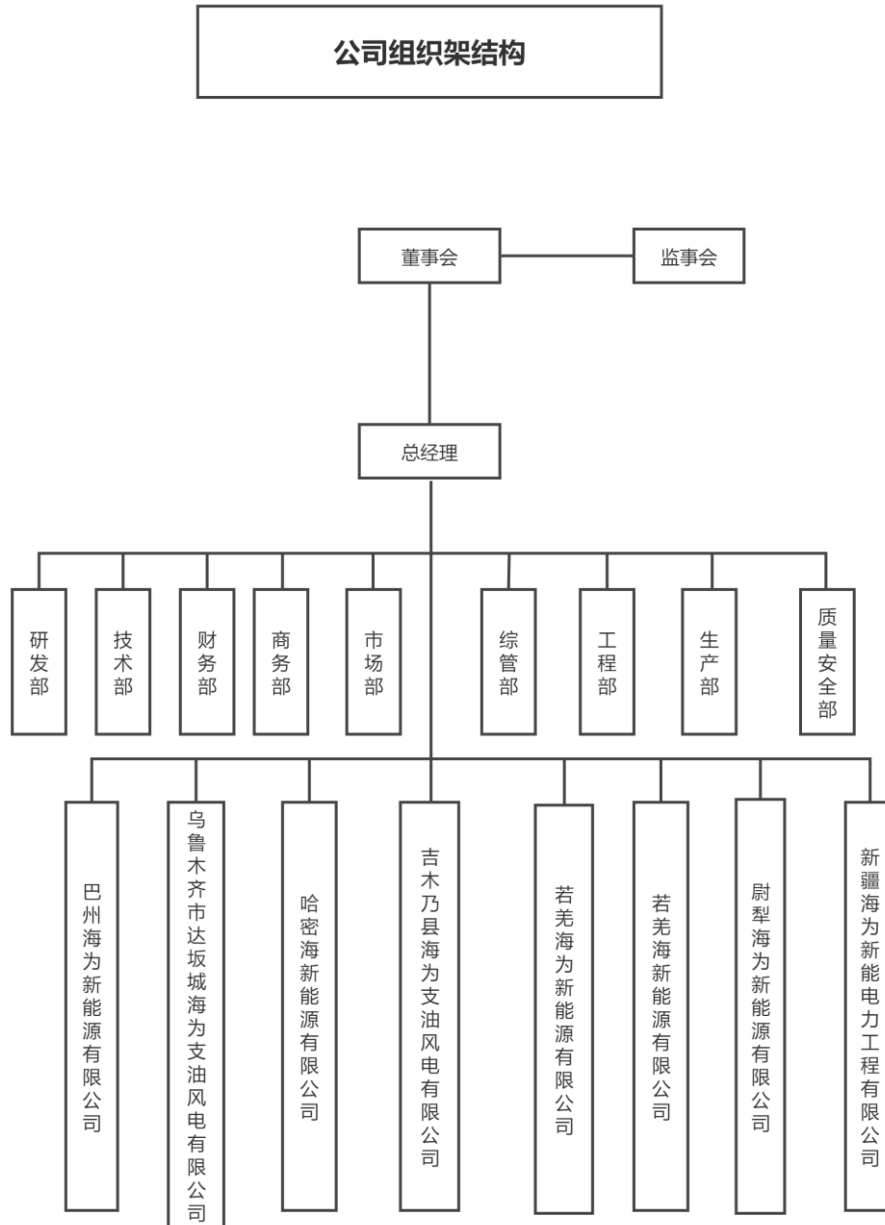 公司组织架结构
董事会
监事会
总经理
研发部
技术部
财务部
商务部
市场部
综管部
工程部
生产部
质量安全部
巴州海为新能源有限公司
乌鲁木齐市达坂城海为支油风电有限公司
哈密海新能源有限公司
吉木乃县海为支油风电有限公司
若羌海为新能源有限公司
若羌海新能源有限公司
尉犁海为新能源有限公司
新疆海为新能电力工程有限公司